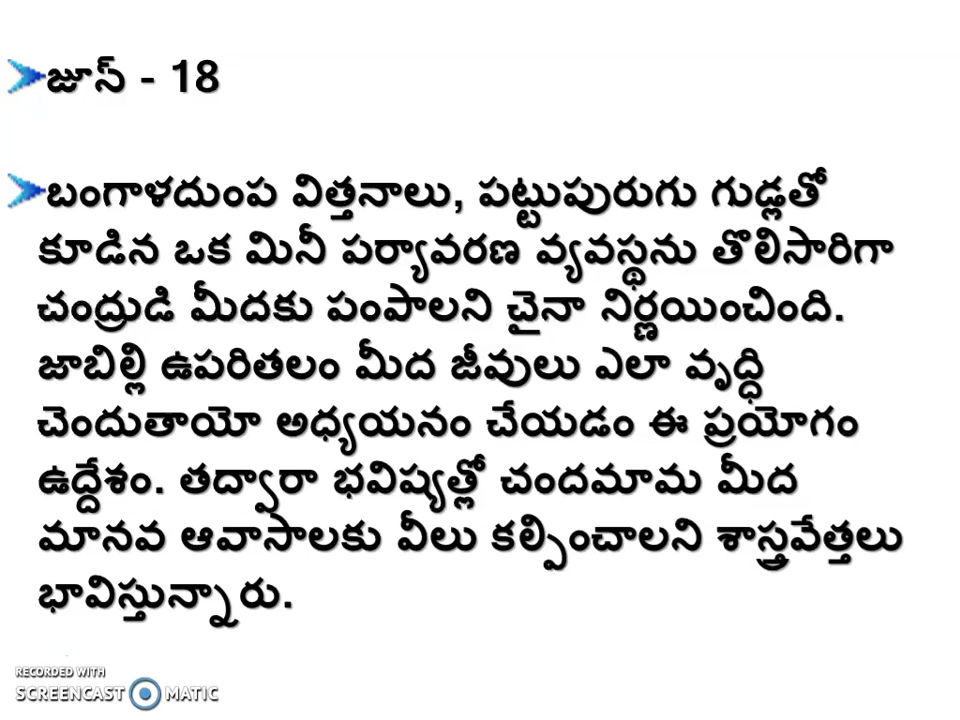 జూన్ - 18
బంగాళదుంప విత్తనాలు, పట్టుపురుగు గుడ్లతో
కూడిన ఒక మినీ పర్యావరణ వ్యవస్థను తొలిసారిగా
చంద్రుడి మీదకు పంపాలని చైనా నిర్ణయించింది.
జాబిల్లి ఉపరితలం మీద జీవులు ఎలా వృద్ధి
చెందుతాయో అధ్యయనం చేయడం ఈ ప్రయోగం
ఉద్దేశం. తద్వారా భవిష్యత్లో చందమామ మీద
మానవ ఆవాసాలకు వీలు కల్పించాలని శాస్త్రవేత్తలు
భావిస్తున్నారు.
RECORDED WITH
SCREENCAST MATIC